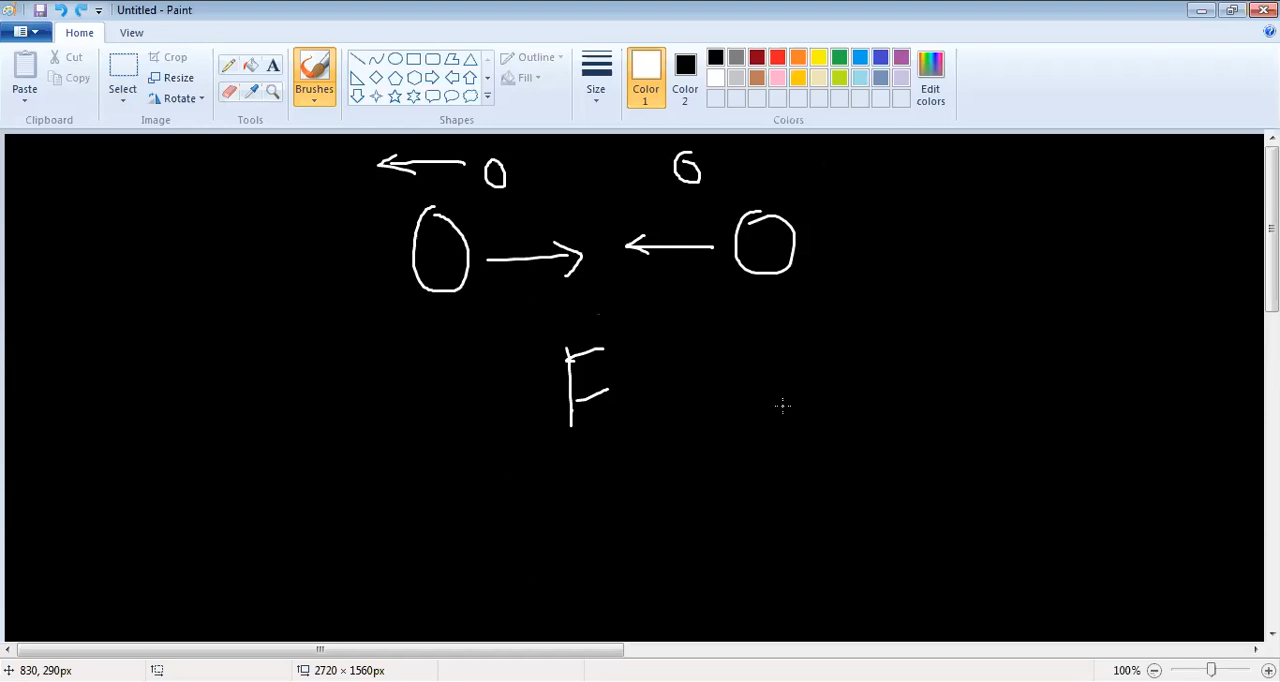 Untitled - Paint
Home View
Paste Cut Copy Select Crop Resize Rotate A Brushes Outline Fill Size Color 1 Color 2 Edit colors
Clipboard Image Tools Shapes Colors
F
830, 290px 2720 × 1560px 100%